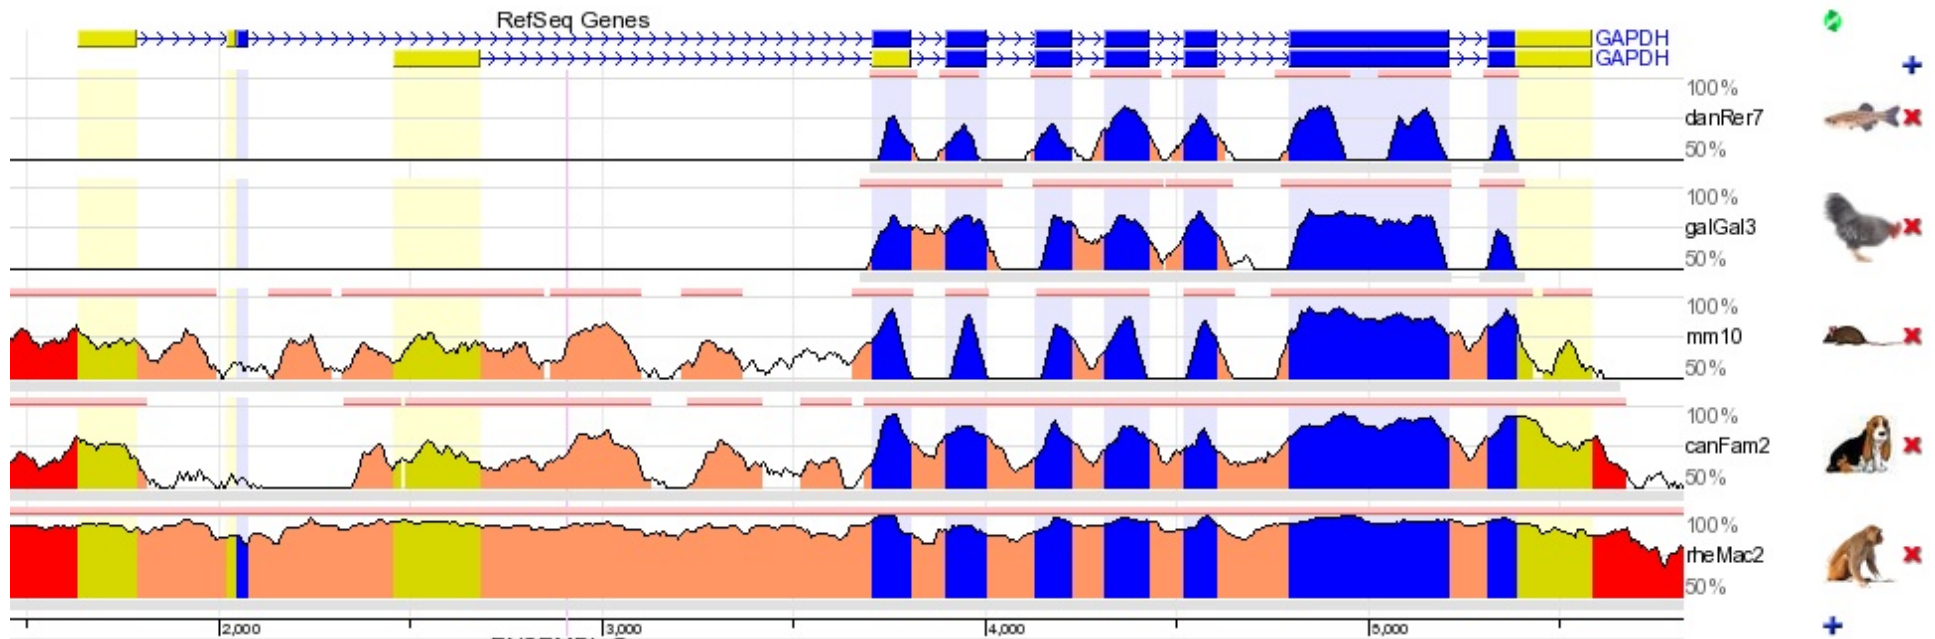 RefSeq Genes
GAPDH
GAPDH
100%
danRer7
50%
100%
galGal3
50%
100%
mm10
50%
100%
canFam2
50%
100%
rheMac2
50%
2,000 3,000 4,000 5,000